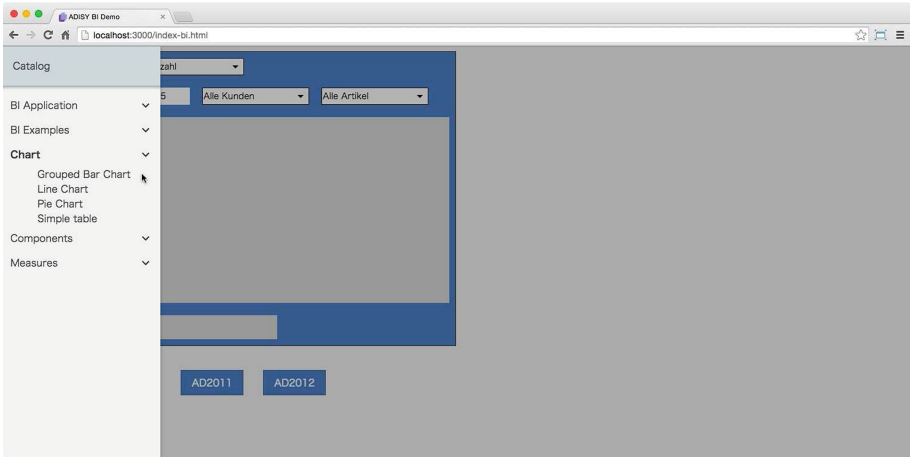 ADISY BI Demo
localhost:3000/index-bi.html
Catalog
zahl
BI Application
5
Alle Kunden
Alle Artikel
BI Examples
Chart
Grouped Bar Chart
Line Chart
Pie Chart
Simple table
Components
Measures
AD2011
AD2012